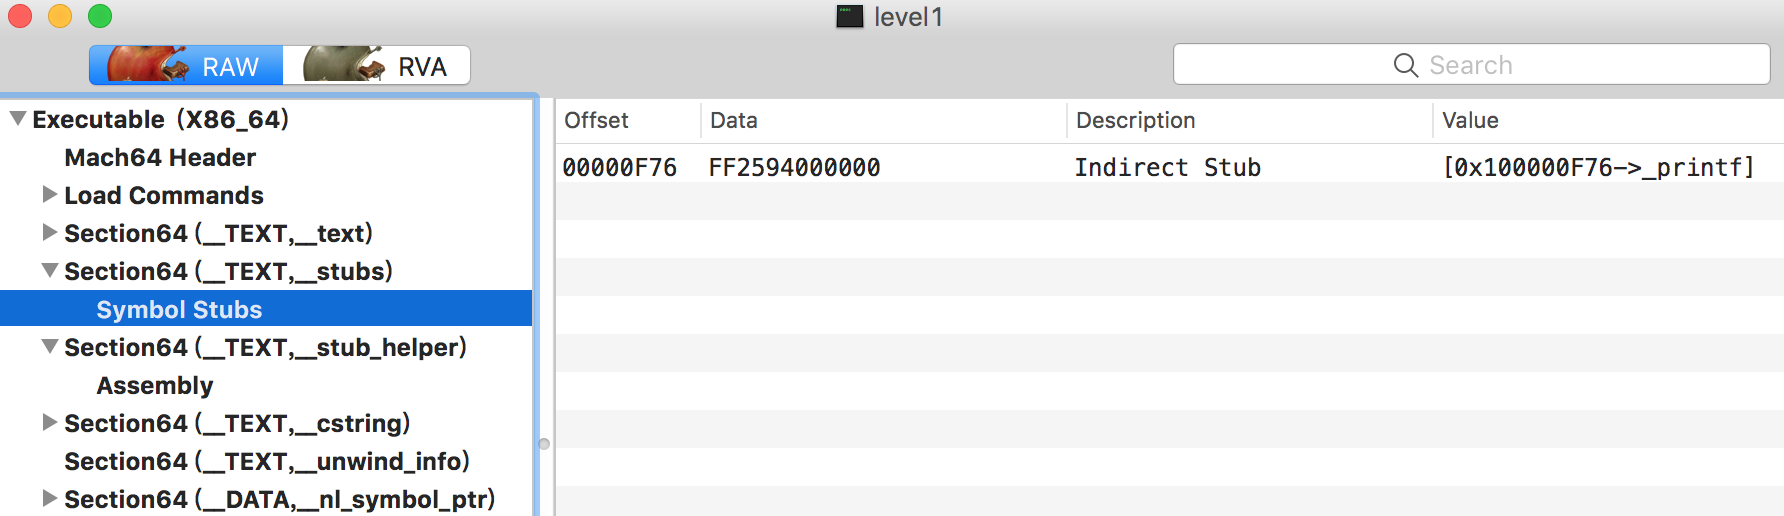 level1
RAW RVA Search
Offset Data Description Value
00000F76 FF2594000000 Indirect Stub [0x100000F76->_printf]
Executable (X86_64)
Mach64 Header
Load Commands
Section64 (__TEXT,__text)
Section64 (__TEXT,__stubs)
Symbol Stubs
Section64 (__TEXT,__stub_helper)
Assembly
Section64 (__TEXT,__cstring)
Section64 (__TEXT,__unwind_info)
Section64 (__DATA,__nl_symbol_ptr)